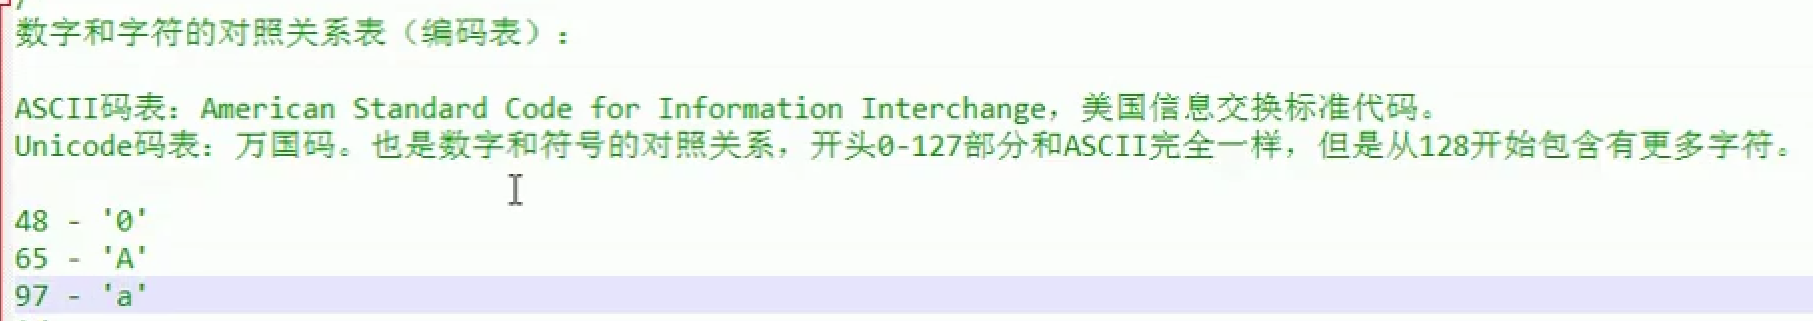 数字和字符的对照关系表（编码表）：
ASCII码表：American Standard Code for Information Interchange，美国信息交换标准代码。
Unicode码表：万国码。也是数字和符号的对照关系，开头0-127部分和ASCII完全一样，但是从128开始包含有更多字符。
48 - '0'
65 - 'A'
97 - 'a'